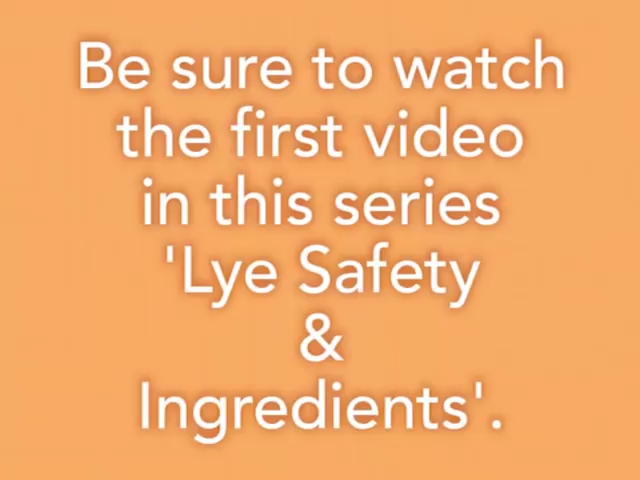 Be sure to watch
the first video
in this series
'Lye Safety
&
Ingredients'.